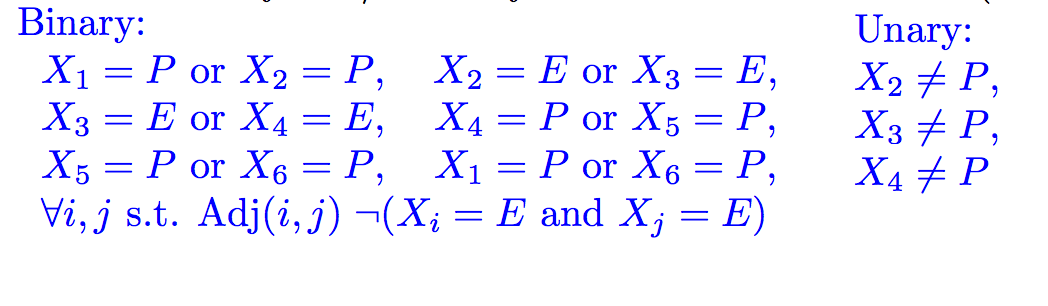 Binary:
X₁ = P or X₂ = P, X₂ = E or X₃ = E,
X₃ = E or X₄ = E, X₄ = P or X₅ = P,
X₅ = P or X₆ = P, X₁ = P or X₆ = P,
∀i, j s.t. Adj(i, j) ¬(Xᵢ = E and Xⱼ = E)
Unary:
X₂ ≠ P,
X₃ ≠ P,
X₄ ≠ P